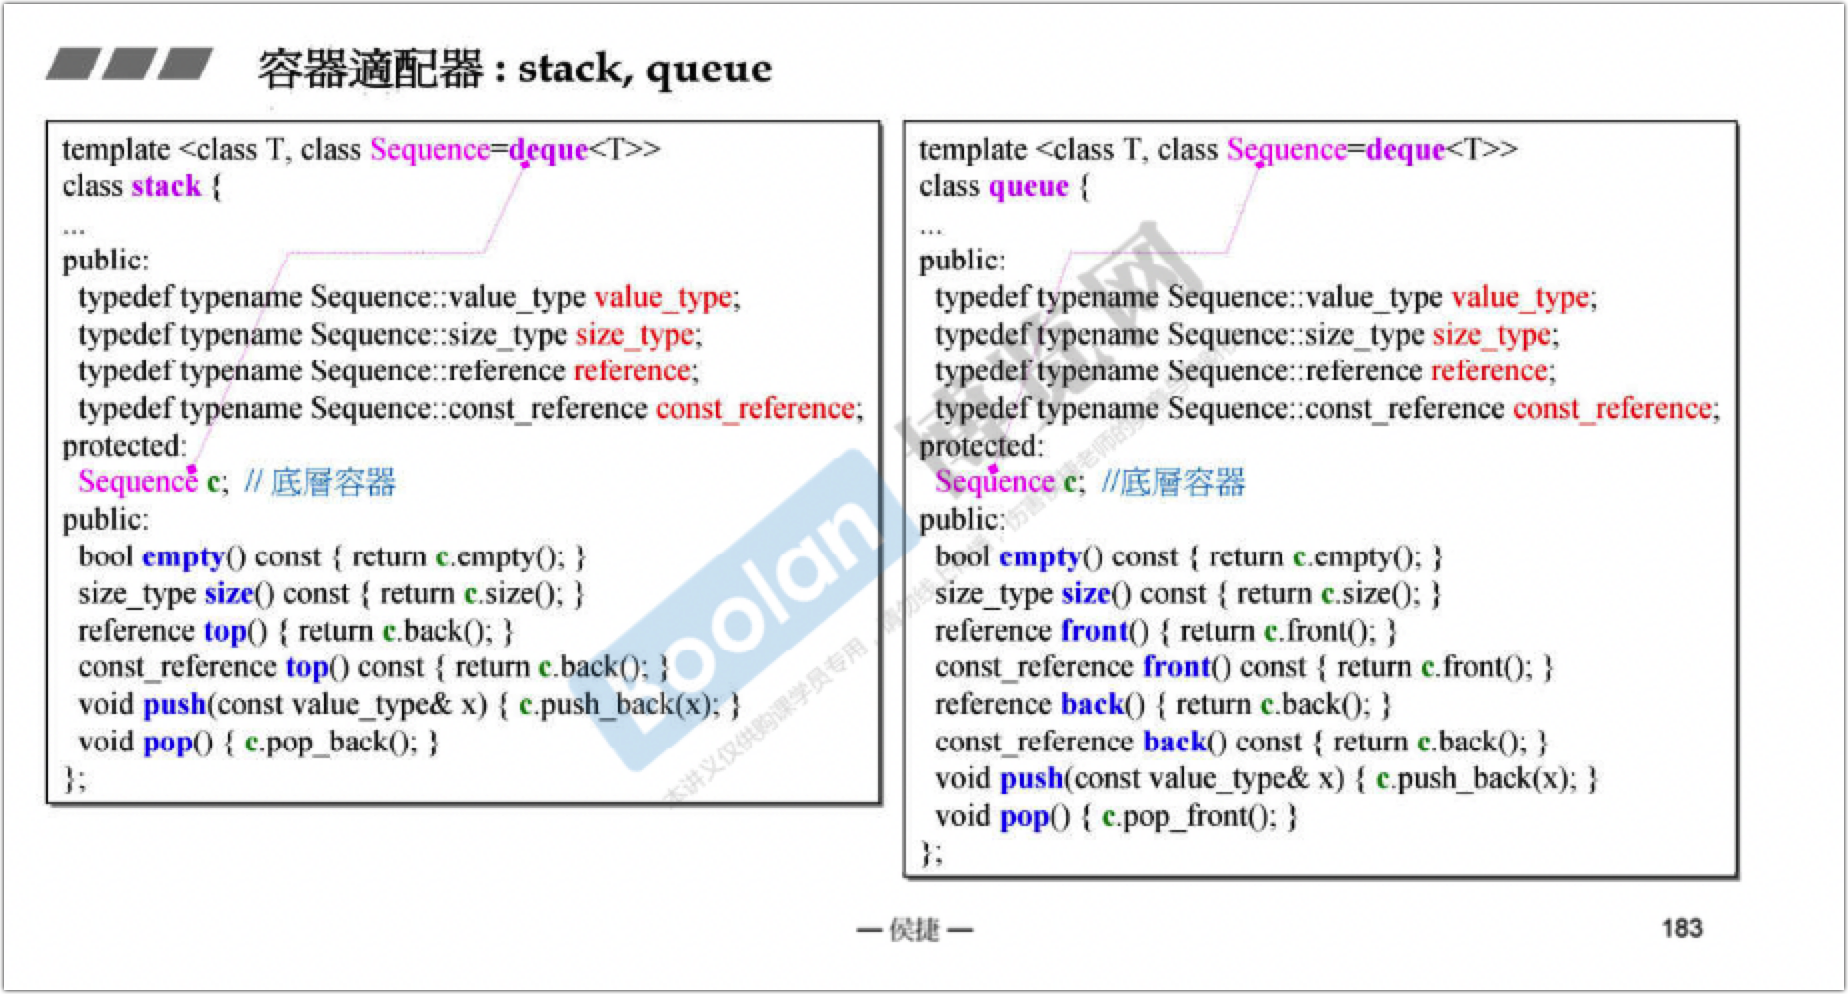 容器適配器 : stack, queue
template <class T, class Sequence=deque<T>>
class stack {
...
public:
typedef typename Sequence::value_type value_type;
typedef typename Sequence::size_type size_type;
typedef typename Sequence::reference reference;
typedef typename Sequence::const_reference const_reference;
protected:
Sequence c; // 底層容器
public:
bool empty() const { return c.empty(); }
size_type size() const { return c.size(); }
reference top() { return c.back(); }
const_reference top() const { return c.back(); }
void push(const value_type& x) { c.push_back(x); }
void pop() { c.pop_back(); }
};
template <class T, class Sequence=deque<T>>
class queue {
...
public:
typedef typename Sequence::value_type value_type;
typedef typename Sequence::size_type size_type;
typedef typename Sequence::reference reference;
typedef typename Sequence::const_reference const_reference;
protected:
Sequence c; //底層容器
public:
bool empty() const { return c.empty(); }
size_type size() const { return c.size(); }
reference front() { return c.front(); }
const_reference front() const { return c.front(); }
reference back() { return c.back(); }
const_reference back() const { return c.back(); }
void push(const value_type& x) { c.push_back(x); }
void pop() { c.pop_front(); }
};
boolan 博览网
本讲义仅供购课学员专用
— 侯捷 —
183